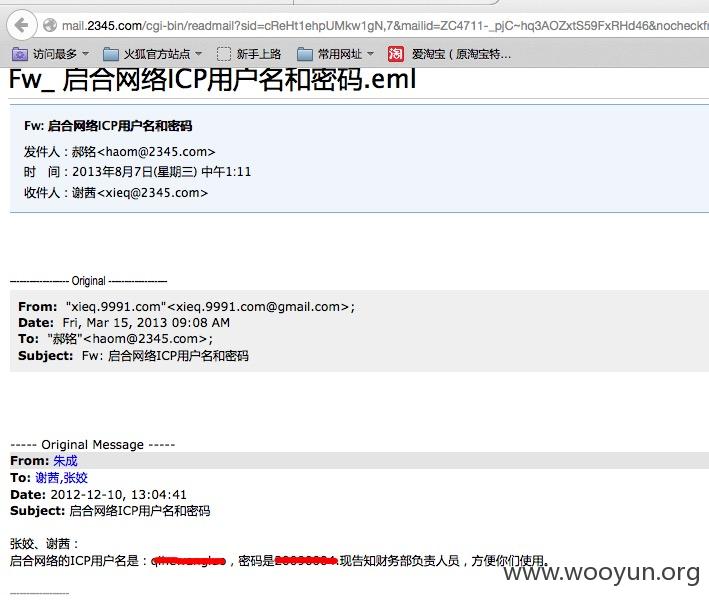 mail.2345.com/cgi-bin/readmail?sid=cReHt1ehpUMkw1gN,7&mailid=ZC4711-_pjC~hq3AOZxtS59FxRHd46&nocheckfr
访问最多 火狐官方站点 新手上路 常用网址 淘 爱淘宝（原淘宝特…
Fw_ 启合网络ICP用户名和密码.eml
Fw: 启合网络ICP用户名和密码
发件人：郝铭<haom@2345.com>
时 间：2013年8月7日(星期三) 中午1:11
收件人：谢茜<xieq@2345.com>
------------------ Original ------------------
From: "xieq.9991.com"<xieq.9991.com@gmail.com>;
Date: Fri, Mar 15, 2013 09:08 AM
To: "郝铭"<haom@2345.com>;
Subject: Fw: 启合网络ICP用户名和密码
----- Original Message -----
From: 朱成
To: 谢茜,张姣
Date: 2012-12-10, 13:04:41
Subject: 启合网络ICP用户名和密码
张姣、谢茜：
启合网络的ICP用户名是：，密码是.现告知财务部负责人员，方便你们使用。
www.wooyun.org